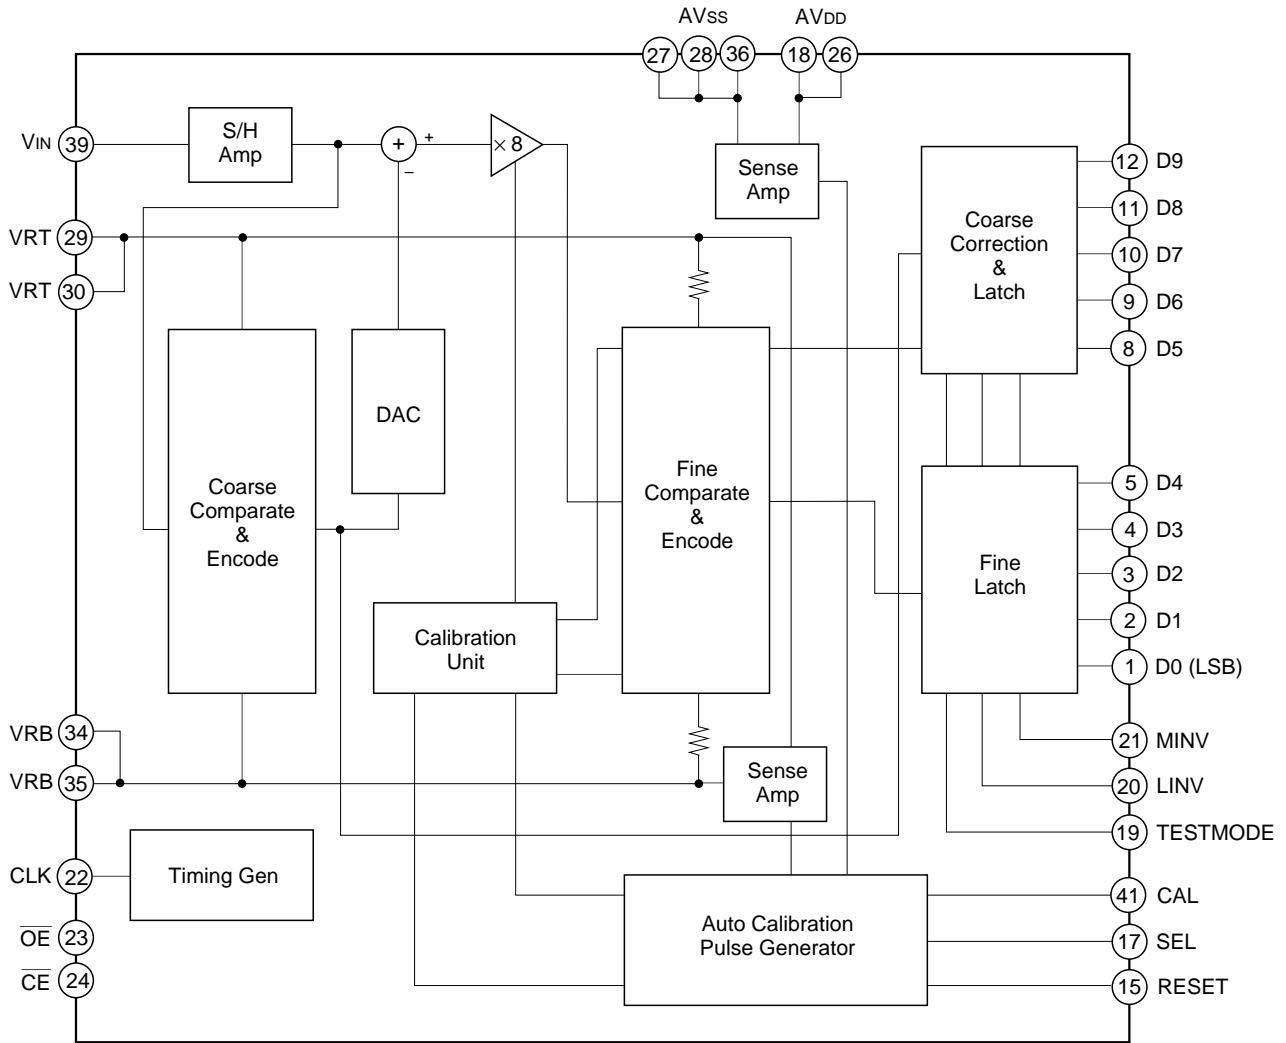 AVSS
AVDD
27
28
36
18
26
VIN
39
S/H
Amp
+
+
−
× 8
Sense
Amp
VRT
29
VRT
30
Coarse
Correction
&
Latch
12
D9
11
D8
10
D7
9
D6
8
D5
DAC
Coarse
Comparate
&
Encode
Fine
Comparate
&
Encode
Fine
Latch
5
D4
4
D3
3
D2
2
D1
1
D0 (LSB)
Calibration
Unit
VRB
34
VRB
35
Sense
Amp
21
MINV
20
LINV
19
TESTMODE
CLK
22
Timing Gen
OE
23
CE
24
Auto Calibration
Pulse Generator
41
CAL
17
SEL
15
RESET